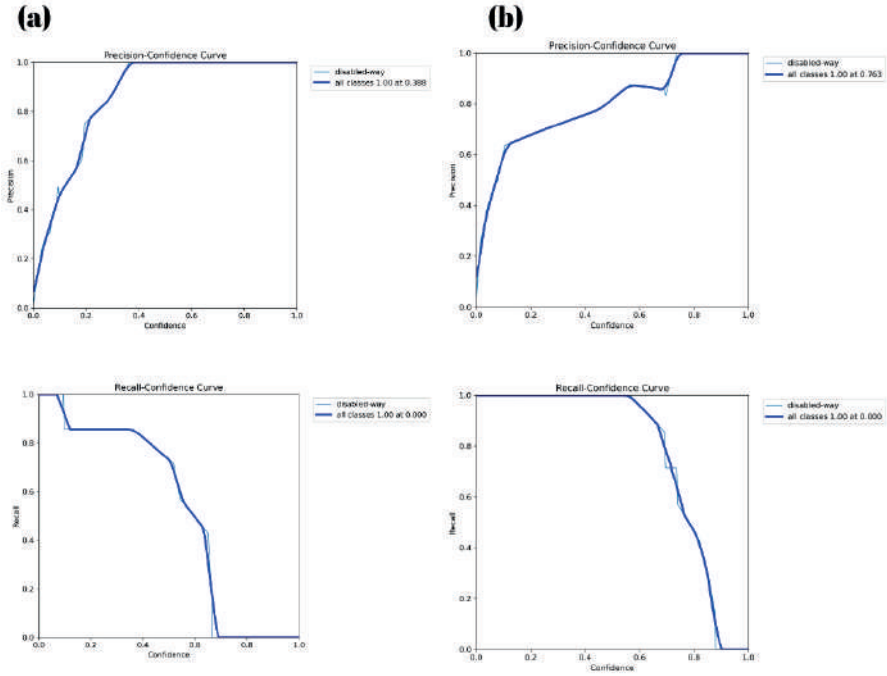 (a)
Precision-Confidence Curve
disabled-way
all classes 1.00 at 0.388
Precision
1.0
0.8
0.6
0.4
0.2
0.0
0.0 0.2 0.4 0.6 0.8 1.0
Confidence
(b)
Precision-Confidence Curve
disabled-way
all classes 1.00 at 0.763
Precision
1.0
0.8
0.6
0.4
0.2
0.0
0.0 0.2 0.4 0.6 0.8 1.0
Confidence
Recall-Confidence Curve
disabled-way
all classes 1.00 at 0.000
Recall
1.0
0.8
0.6
0.4
0.2
0.0
0.0 0.2 0.4 0.6 0.8 1.0
Confidence
Recall-Confidence Curve
disabled-way
all classes 1.00 at 0.000
Recall
1.0
0.8
0.6
0.4
0.2
0.0
0.0 0.2 0.4 0.6 0.8 1.0
Confidence